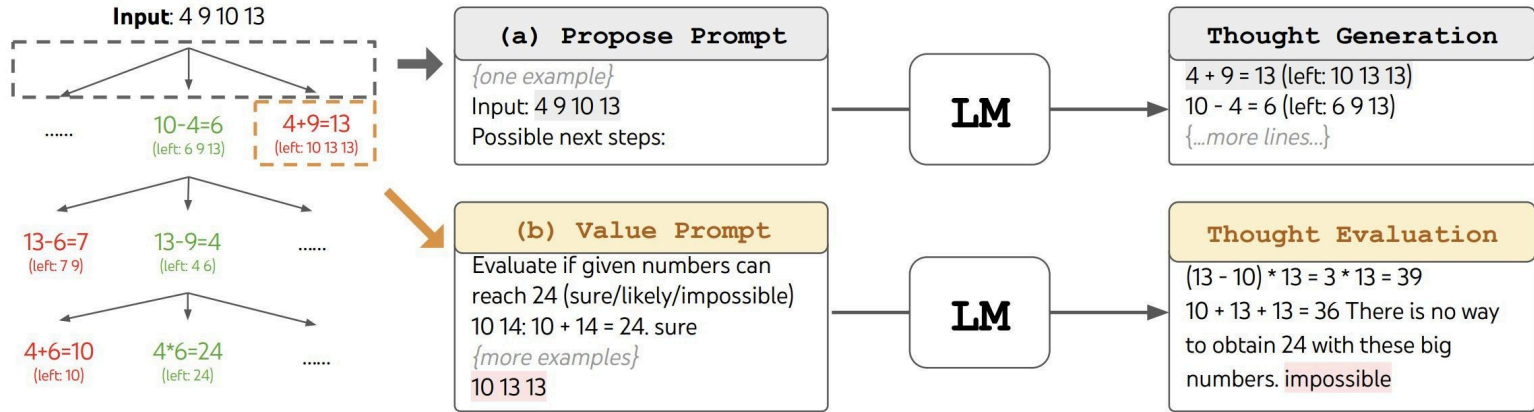 Input: 4 9 10 13
......
10-4=6
(left: 6 9 13)
4+9=13
(left: 10 13 13)
13-6=7
(left: 7 9)
13-9=4
(left: 4 6)
......
4+6=10
(left: 10)
4*6=24
(left: 24)
......
(a) Propose Prompt
{one example}
Input: 4 9 10 13
Possible next steps:
LM
Thought Generation
4 + 9 = 13 (left: 10 13 13)
10 - 4 = 6 (left: 6 9 13)
{...more lines...}
(b) Value Prompt
Evaluate if given numbers can
reach 24 (sure/likely/impossible)
10 14: 10 + 14 = 24. sure
{more examples}
10 13 13
LM
Thought Evaluation
(13 - 10) * 13 = 3 * 13 = 39
10 + 13 + 13 = 36 There is no way
to obtain 24 with these big
numbers. impossible